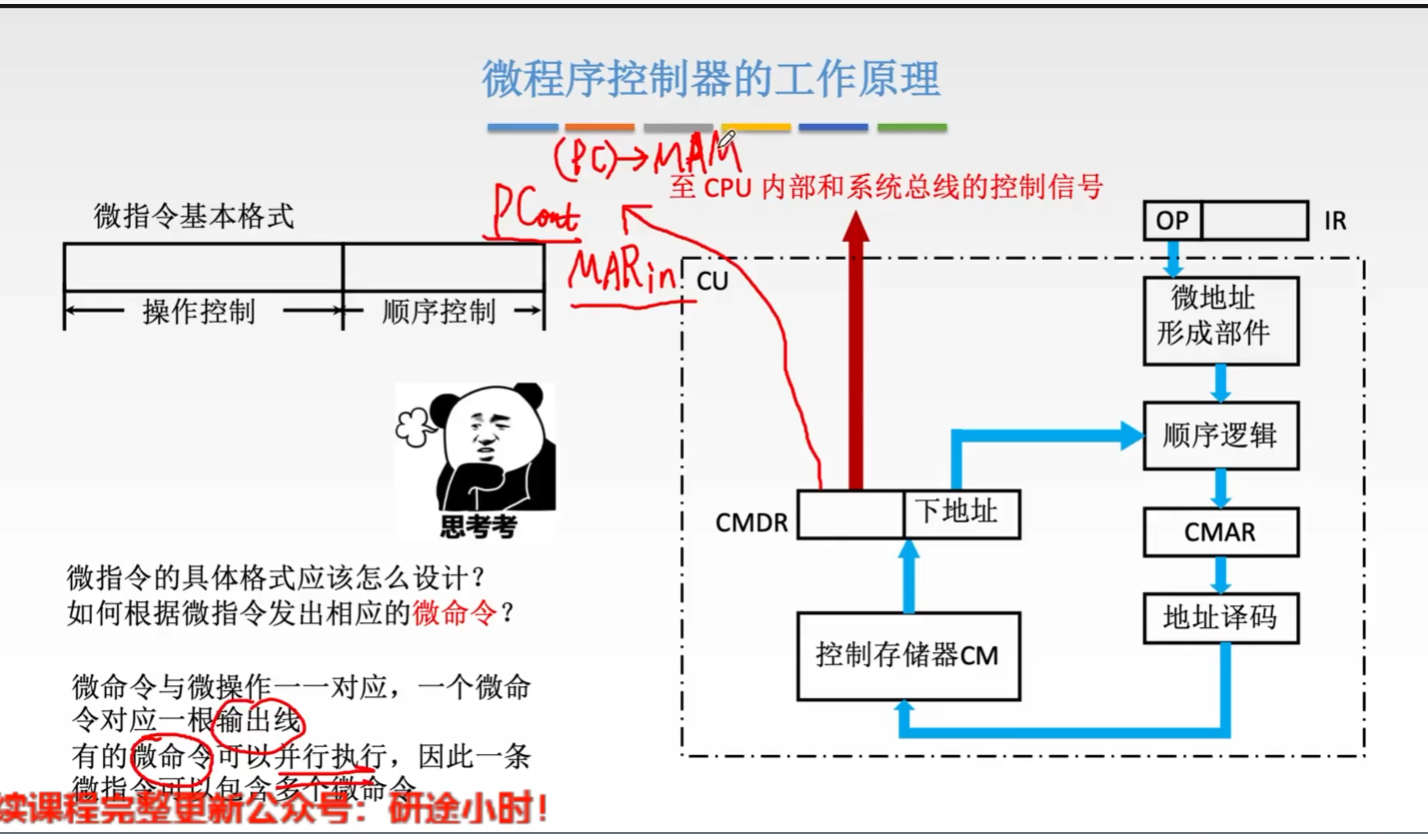 微程序控制器的工作原理
(PC)→MAM
至 CPU 内部和系统总线的控制信号
PCout
MARin
微指令基本格式
操作控制 顺序控制
OP IR
CU
微地址
形成部件
顺序逻辑
CMAR
地址译码
CMDR 下地址
控制存储器CM
思考考
微指令的具体格式应该怎么设计？
如何根据微指令发出相应的微命令？
微命令与微操作一一对应，一个微命
令对应一根输出线
有的微命令可以并行执行，因此一条
微指令可以包含多个微命令
续课程完整更新公众号：研途小时！